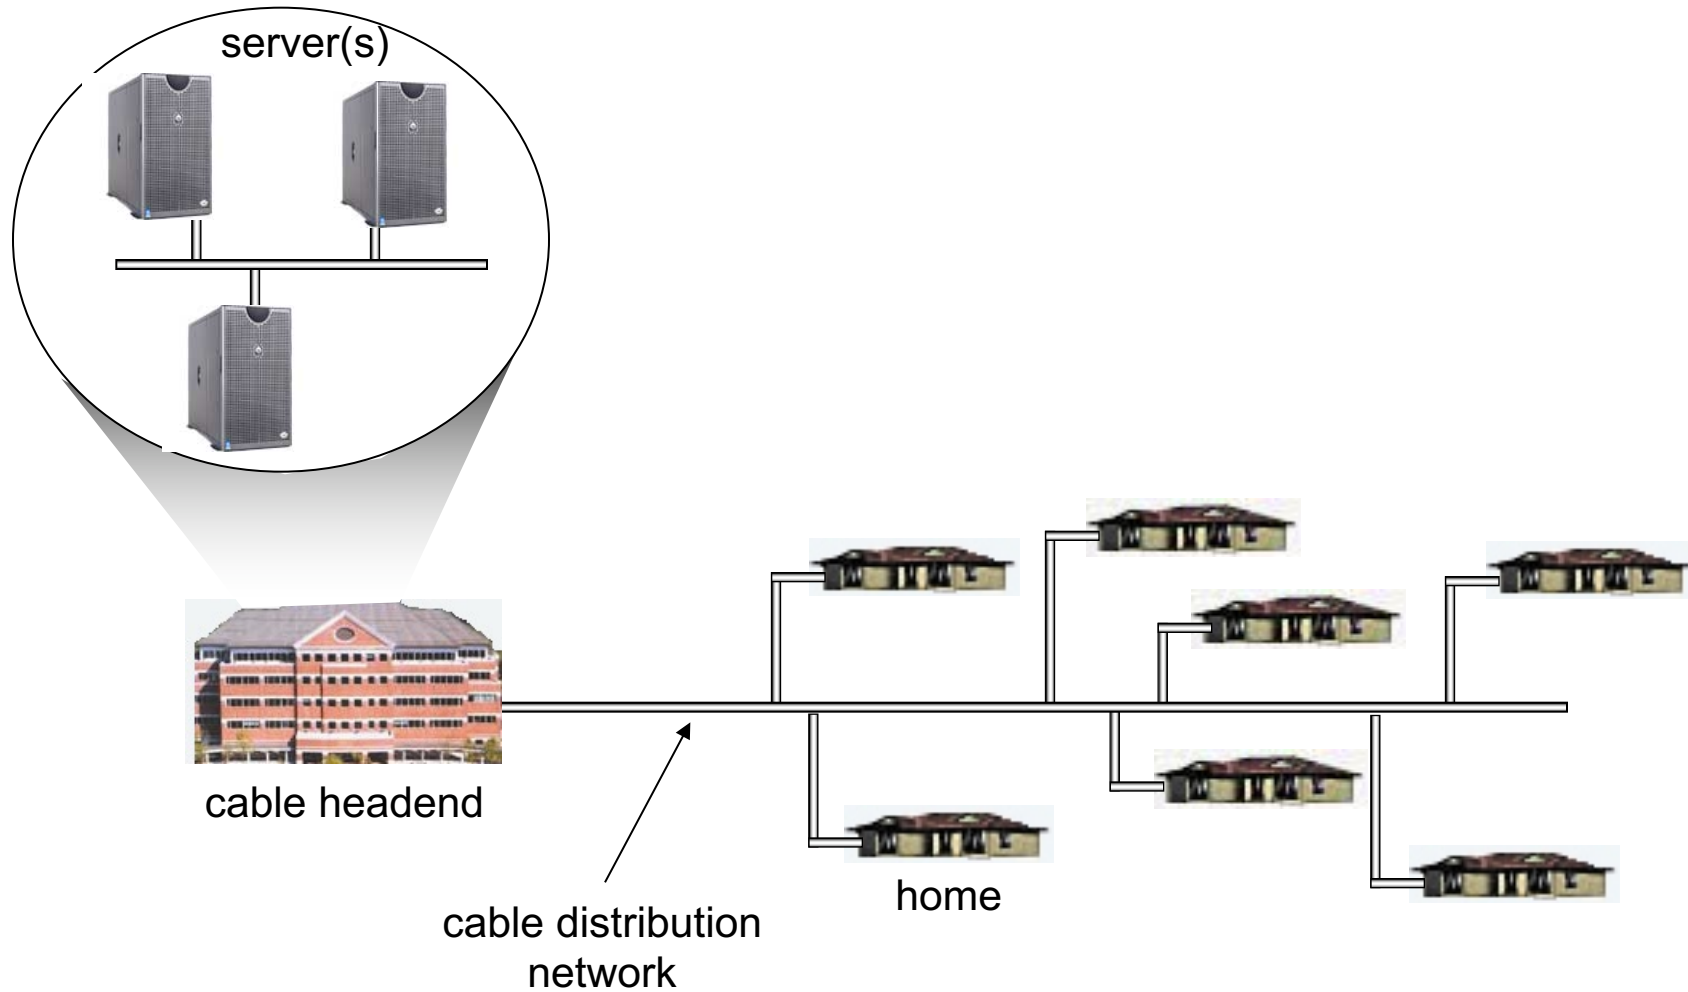 server(s)
cable headend
home
cable distribution
network